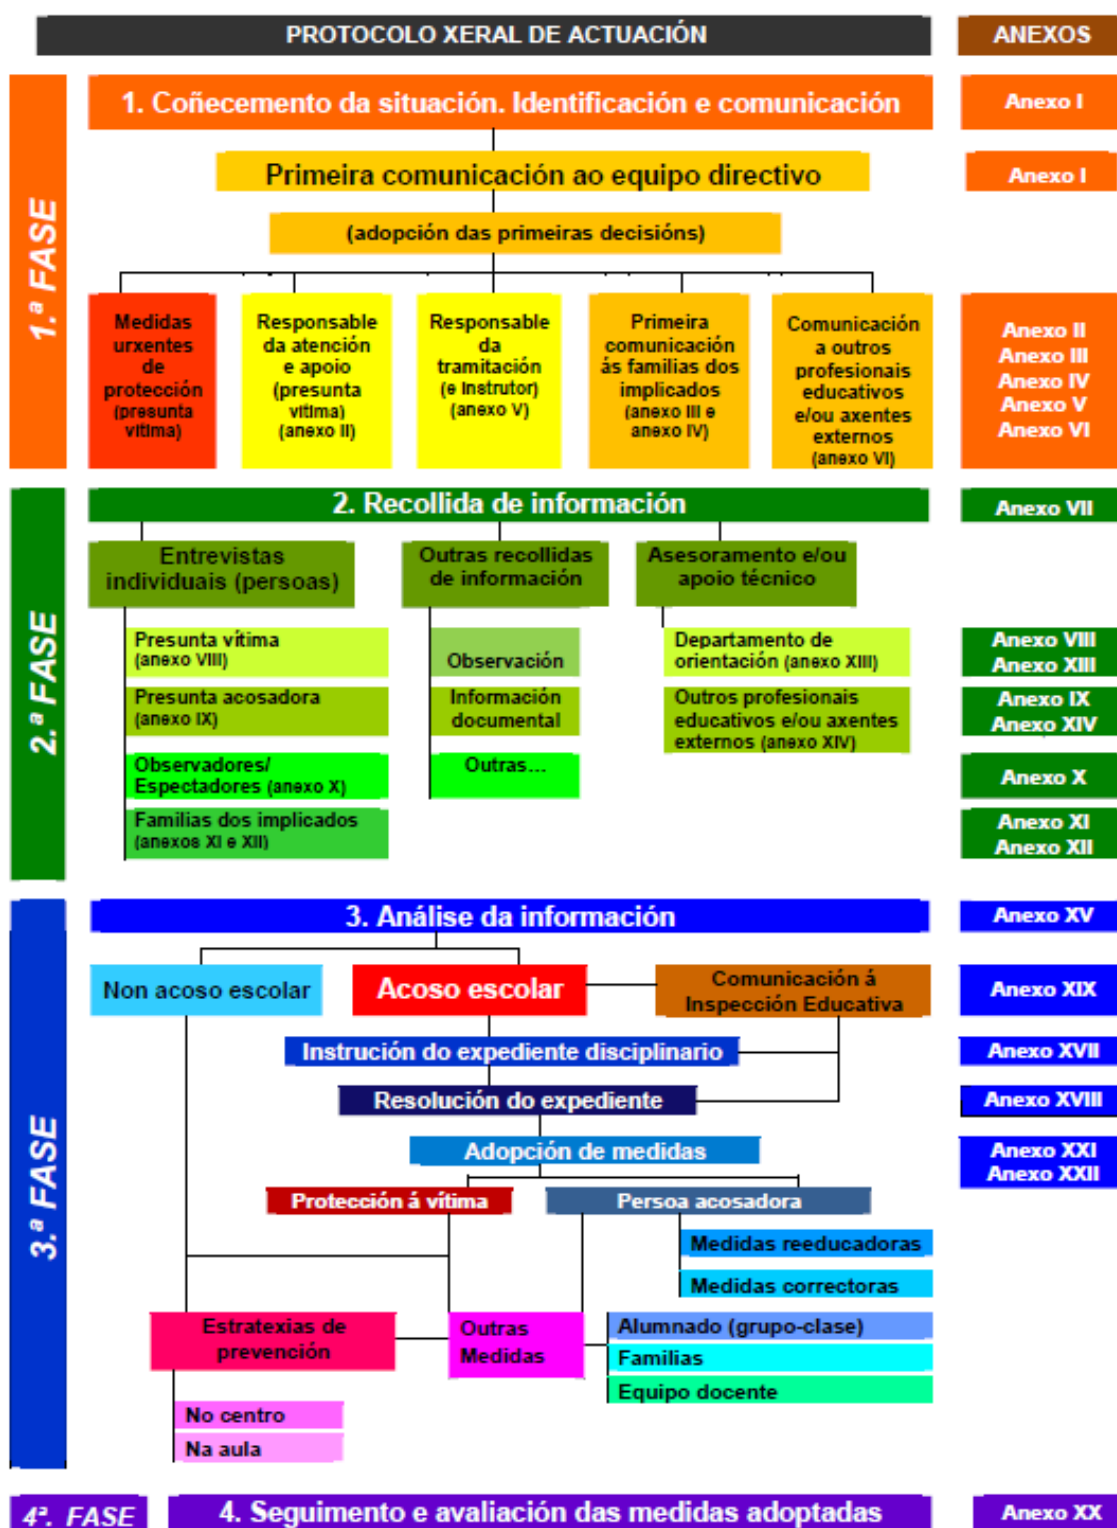 PROTOCOLO XERAL DE ACTUACIÓN
ANEXOS
1.ª FASE
1. Coñecemento da situación. Identificación e comunicación
Anexo I
Primeira comunicación ao equipo directivo
Anexo I
(adopción das primeiras decisións)
Medidas
urxentes
de
protección
(presunta
vítima)
Responsable
da atención
e apoio
(presunta
vítima)
(anexo II)
Responsable
da
tramitación
(e Instrutor)
(anexo V)
Primeira
comunicación
ás familias dos
implicados
(anexo III e
anexo IV)
Comunicación
a outros
profesionais
educativos
e/ou axentes
externos
(anexo VI)
Anexo II
Anexo III
Anexo IV
Anexo V
Anexo VI
2.ª FASE
2. Recollida de información
Anexo VII
Entrevistas
individuais (persoas)
Outras recollidas
de información
Asesoramento e/ou
apoio técnico
Presunta vítima
(anexo VIII)
Observación
Departamento de
orientación (anexo XIII)
Anexo VIII
Anexo XIII
Presunta acosadora
(anexo IX)
Información
documental
Outros profesionais
educativos e/ou axentes
externos (anexo XIV)
Anexo IX
Anexo XIV
Observadores/
Espectadores (anexo X)
Outras...
Anexo X
Familias dos implicados
(anexos XI e XII)
Anexo XI
Anexo XII
3.ª FASE
3. Análise da información
Anexo XV
Non acoso escolar
Acoso escolar
Comunicación á
Inspección Educativa
Anexo XIX
Instrución do expediente disciplinario
Anexo XVII
Resolución do expediente
Anexo XVIII
Adopción de medidas
Anexo XXI
Anexo XXII
Protección á vítima
Persoa acosadora
Medidas reeducadoras
Medidas correctoras
Estratexias de
prevención
Outras
Medidas
Alumnado (grupo-clase)
Familias
Equipo docente
No centro
Na aula
4ª. FASE
4. Seguimento e avaliación das medidas adoptadas
Anexo XX